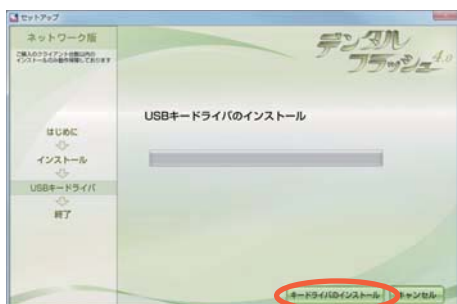 セットアップ
ネットワーク版
ご購入のクライアント台数以内の
インストールのみ動作保障しております
デンタル
フラッシュ4.0
USBキードライバのインストール
はじめに
インストール
USBキードライバ
終了
キードライバのインストール
キャンセル